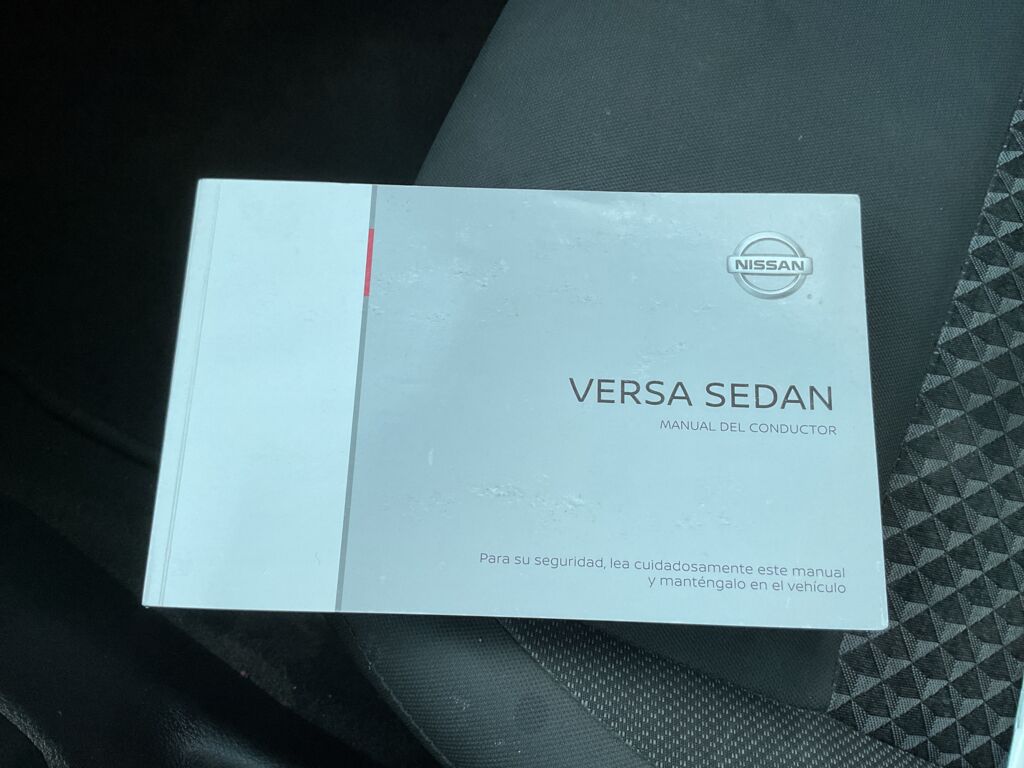 NISSAN
VERSA SEDAN
MANUAL DEL CONDUCTOR
Para su seguridad, lea cuidadosamente este manual
y manténgalo en el vehículo